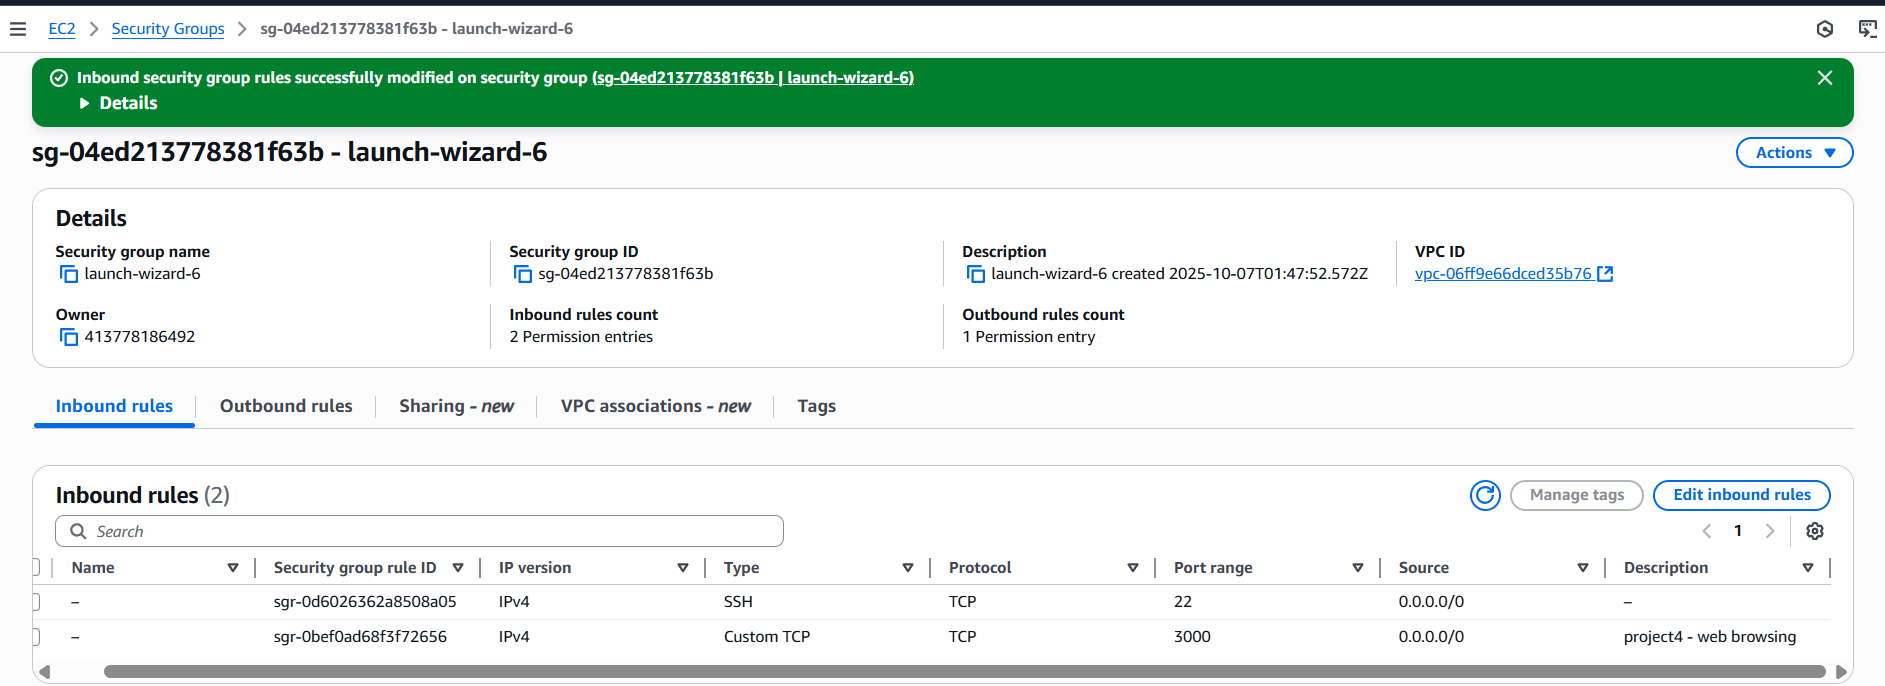 EC2 > Security Groups > sg-04ed213778381f63b - launch-wizard-6
Inbound security group rules successfully modified on security group (sg-04ed213778381f63b | launch-wizard-6)
Details
sg-04ed213778381f63b - launch-wizard-6
Actions
Details
Security group name
launch-wizard-6
Security group ID
sg-04ed213778381f63b
Description
launch-wizard-6 created 2025-10-07T01:47:52.572Z
VPC ID
vpc-06ff9e66dced35b76
Owner
413778186492
Inbound rules count
2 Permission entries
Outbound rules count
1 Permission entry
Inbound rules Outbound rules Sharing - new VPC associations - new Tags
Inbound rules (2)
Manage tags Edit inbound rules
Search
1
Name Security group rule ID IP version Type Protocol Port range Source Description
– sgr-0d6026362a8508a05 IPv4 SSH TCP 22 0.0.0.0/0 –
– sgr-0bef0ad68f3f72656 IPv4 Custom TCP TCP 3000 0.0.0.0/0 project4 - web browsing